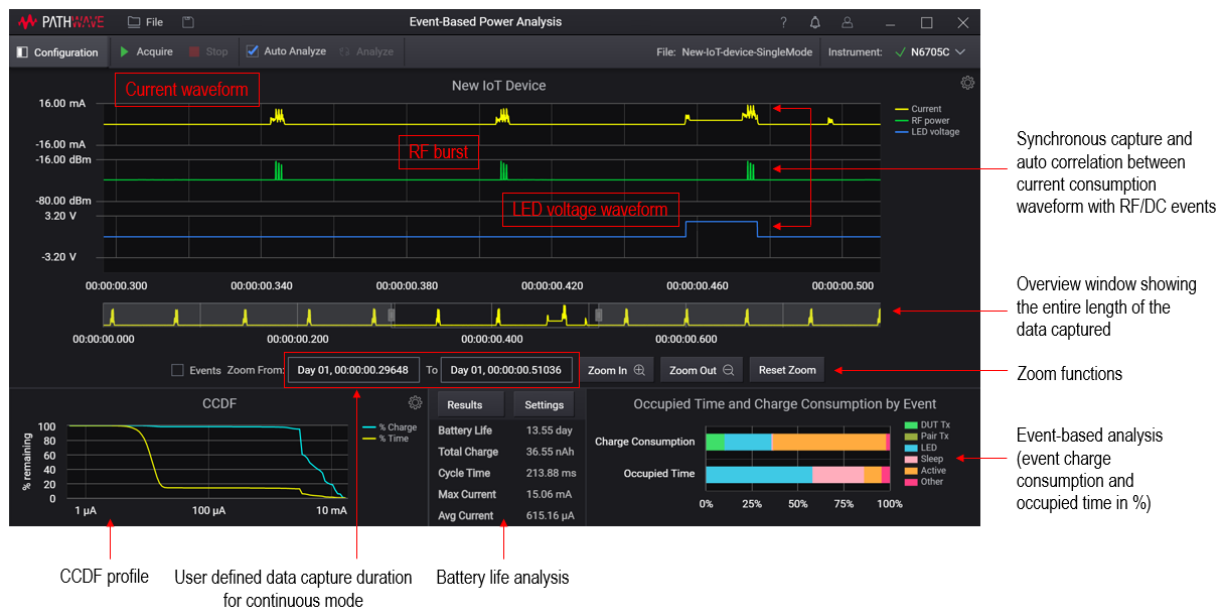 PATHWAVE File Event-Based Power Analysis ?
Configuration Acquire Stop Auto Analyze Analyze File: New-IoT-device-SingleMode Instrument: N6705C
New IoT Device
Current waveform
16.00 mA
-16.00 mA
Current
RF power
LED voltage
RF burst
-16.00 dBm
-80.00 dBm
LED voltage waveform
3.20 V
-3.20 V
00:00:00.300 00:00:00.340 00:00:00.380 00:00:00.420 00:00:00.460 00:00:00.500
00:00:00.000 00:00:00.200 00:00:00.400 00:00:00.600
Events Zoom From: Day 01, 00:00:00.29648 To Day 01, 00:00:00.51036 Zoom In Zoom Out Reset Zoom
CCDF
% Charge
% Time
% remaining
100
80
60
40
20
0
1 µA 100 µA 10 mA
Results Settings
Battery Life 13.55 day
Total Charge 36.55 nAh
Cycle Time 213.88 ms
Max Current 15.06 mA
Avg Current 615.16 µA
Occupied Time and Charge Consumption by Event
Charge Consumption
Occupied Time
0% 25% 50% 75% 100%
DUT Tx
Pair Tx
LED
Sleep
Active
Other
Synchronous capture and
auto correlation between
current consumption
waveform with RF/DC events
Overview window showing
the entire length of the
data captured
Zoom functions
Event-based analysis
(event charge
consumption and
occupied time in %)
CCDF profile
User defined data capture duration
for continuous mode
Battery life analysis